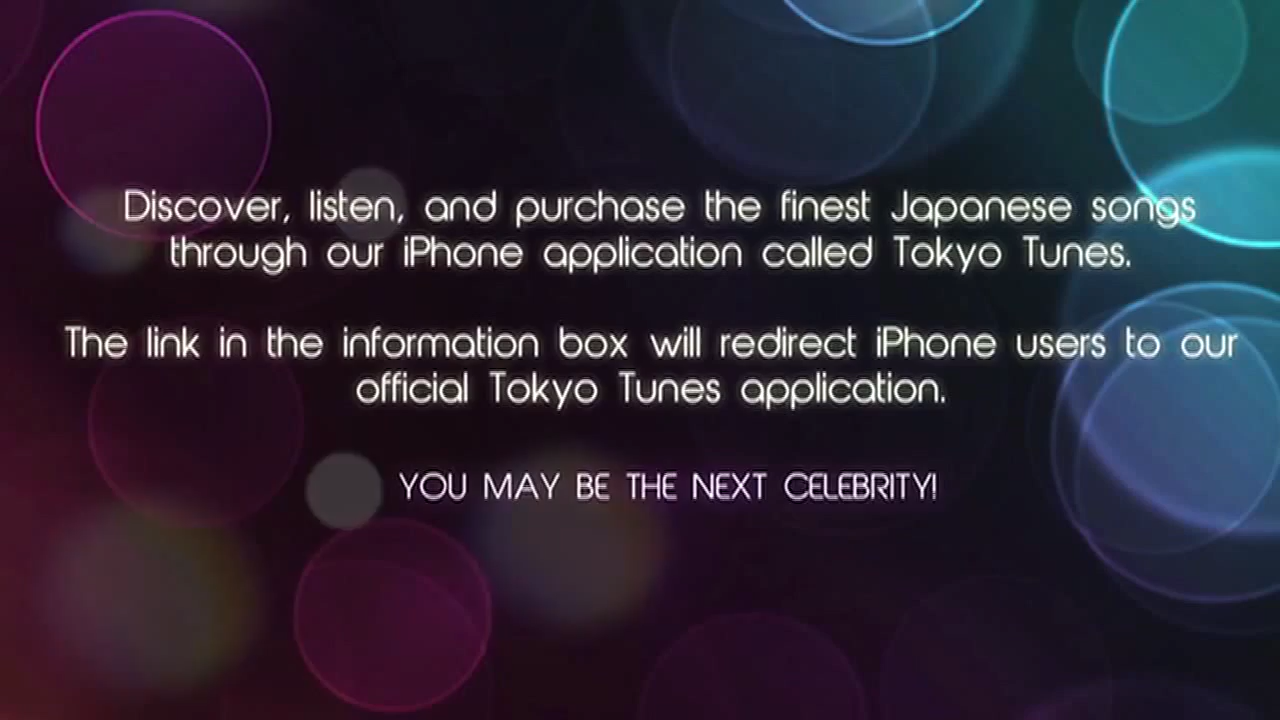 Discover, listen, and purchase the finest Japanese songs
through our iPhone application called Tokyo Tunes.
The link in the information box will redirect iPhone users to our
official Tokyo Tunes application.
YOU MAY BE THE NEXT CELEBRITY!